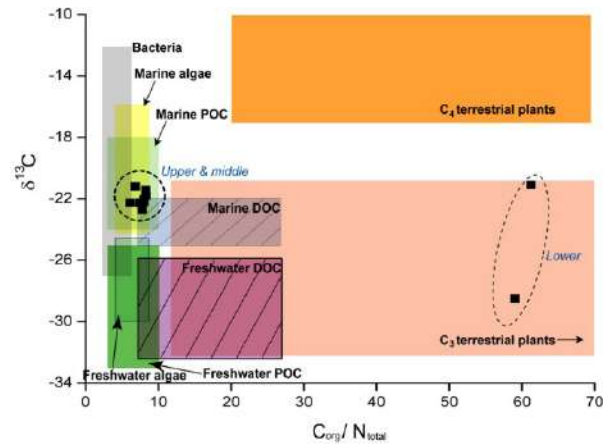 -10
-14
-18
-22
-26
-30
-34
δ¹³C
Bacteria
Marine algae
Marine POC
Upper & middle
C₄ terrestrial plants
Marine DOC
Freshwater DOC
Lower
C₃ terrestrial plants
Freshwater algae
Freshwater POC
0 10 20 30 40 50 60 70
C_org/ N_total